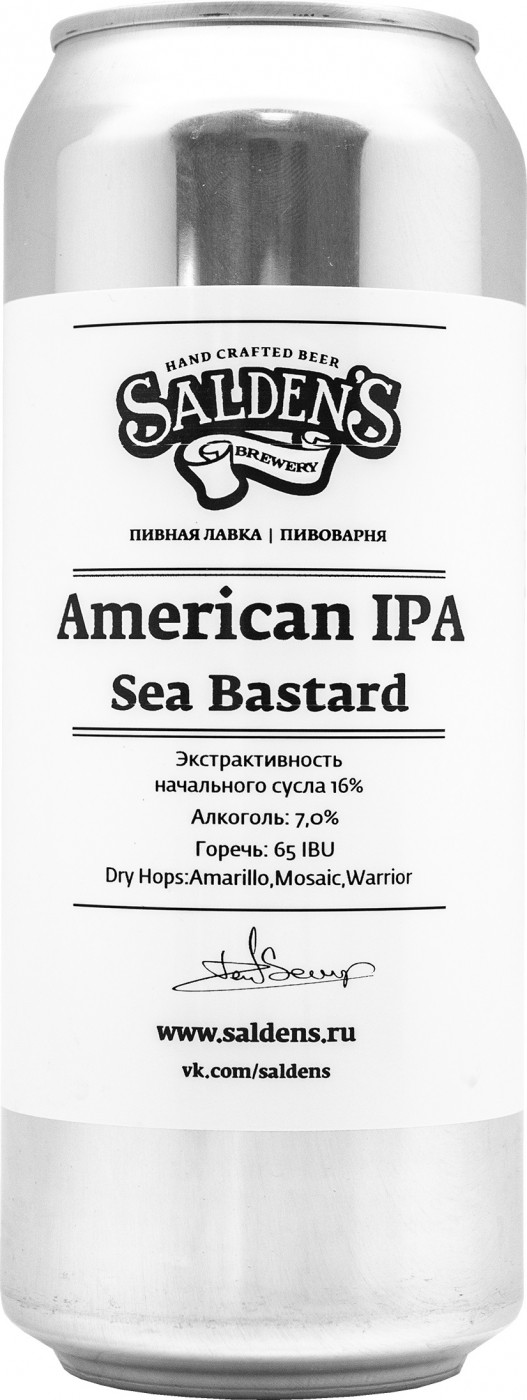 HAND CRAFTED BEER
SALDEN'S
BREWERY
ПИВНАЯ ЛАВКА | ПИВОВАРНЯ
American IPA
Sea Bastard
Экстрактивность
начального сусла 16%
Алкоголь: 7,0%
Горечь: 65 IBU
Dry Hops:Amarillo,Mosaic,Warrior
www.saldens.ru
vk.com/saldens